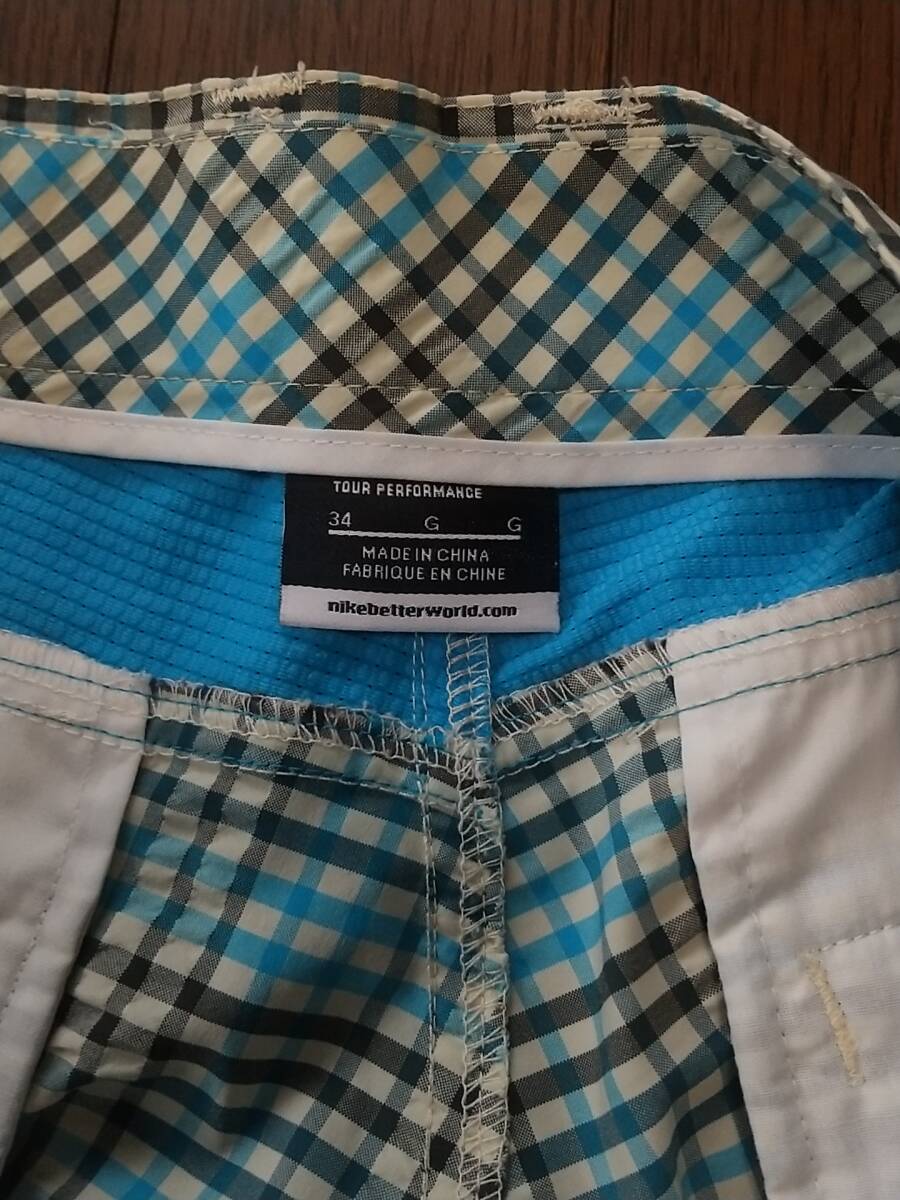 TOUR PERFORMANCE
34 G G
MADE IN CHINA
FABRIQUE EN CHINE
nikebetterworld.com